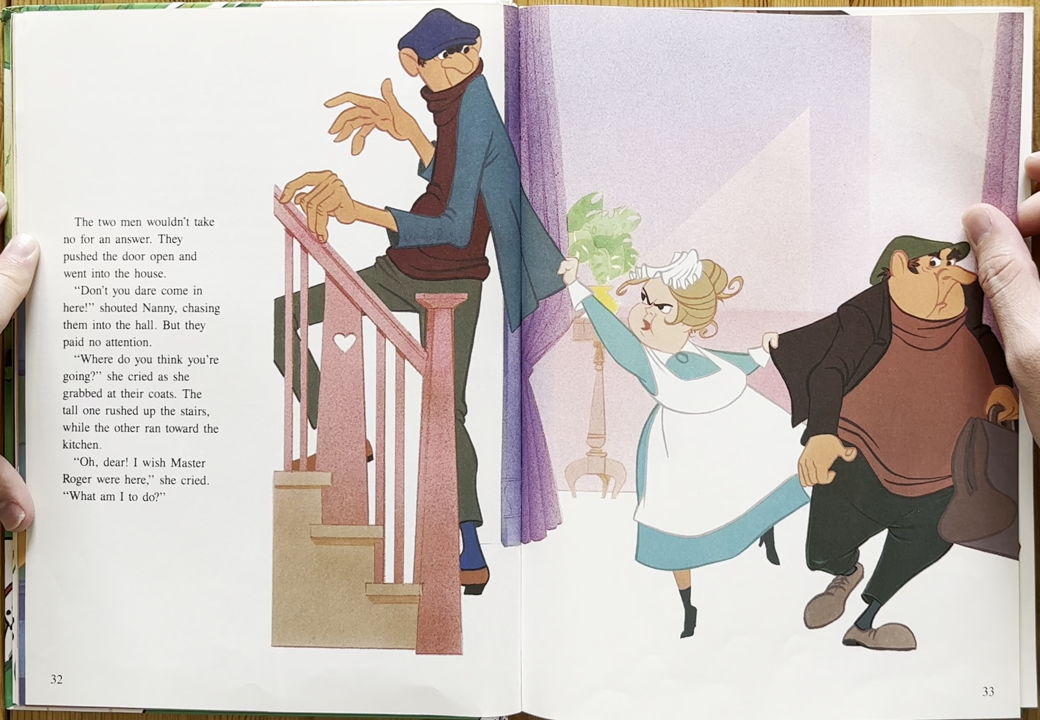 The two men wouldn't take
no for an answer. They
pushed the door open and
went into the house.
"Don't you dare come in
here!" shouted Nanny, chasing
them into the hall. But they
paid no attention.
"Where do you think you're
going?" she cried as she
grabbed at their coats. The
tall one rushed up the stairs,
while the other ran toward the
kitchen.
"Oh, dear! I wish Master
Roger were here," she cried.
"What am I to do?"
32
33